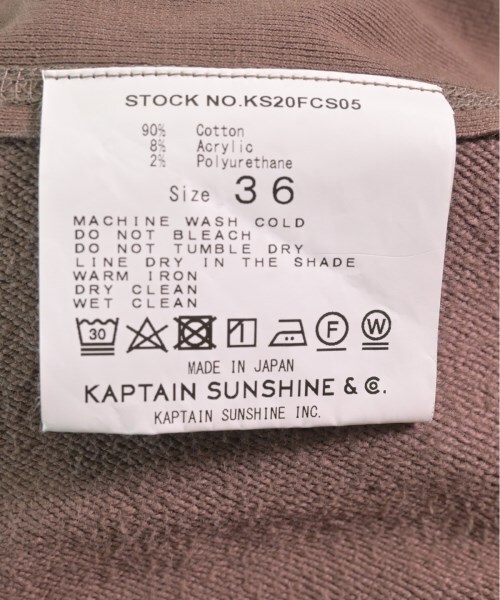 STOCK NO.KS20FCS05
90% Cotton
8% Acrylic
2% Polyurethane
Size 36
MACHINE WASH COLD
DO NOT BLEACH
DO NOT TUMBLE DRY
LINE DRY IN THE SHADE
WARM IRON
DRY CLEAN
WET CLEAN
30 F W
MADE IN JAPAN
KAPTAIN SUNSHINE & Co.
KAPTAIN SUNSHINE INC.